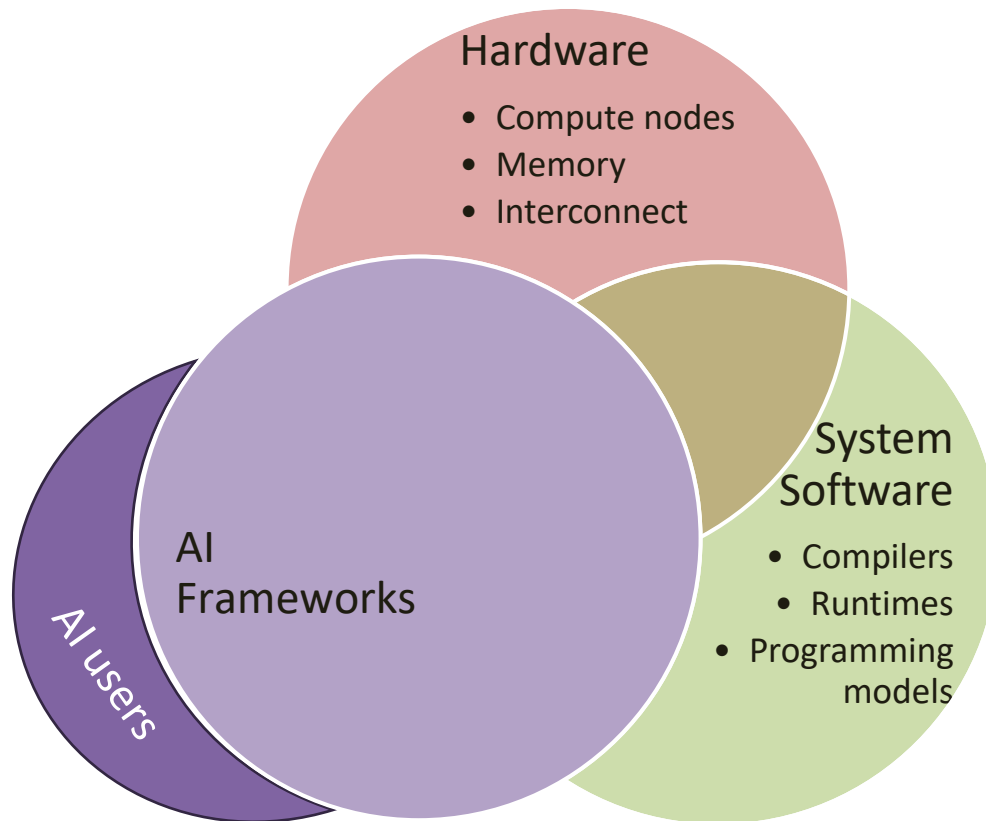 Hardware
• Compute nodes
• Memory
• Interconnect
System
Software
• Compilers
• Runtimes
• Programming
models
AI
Frameworks
AI users